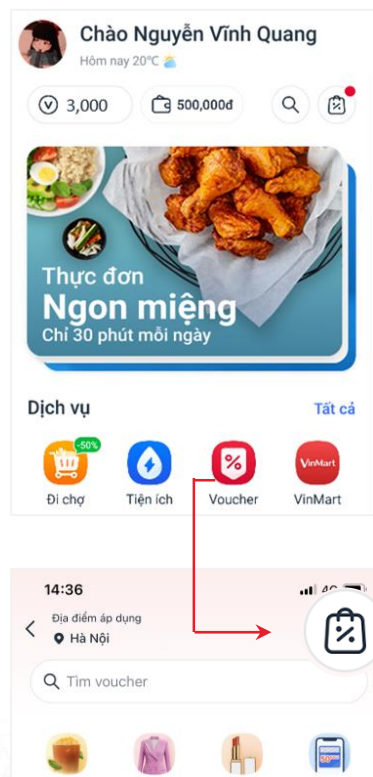 Chào Nguyễn Vĩnh Quang
Hôm nay 20°C
V 3,000
500,000đ
Thực đơn
Ngon miệng
Chỉ 30 phút mỗi ngày
Dịch vụ
Tất cả
-50%
VinMart
Đi chợ
Tiện ích
Voucher
VinMart
14:36
Địa điểm áp dụng
Hà Nội
Tìm voucher